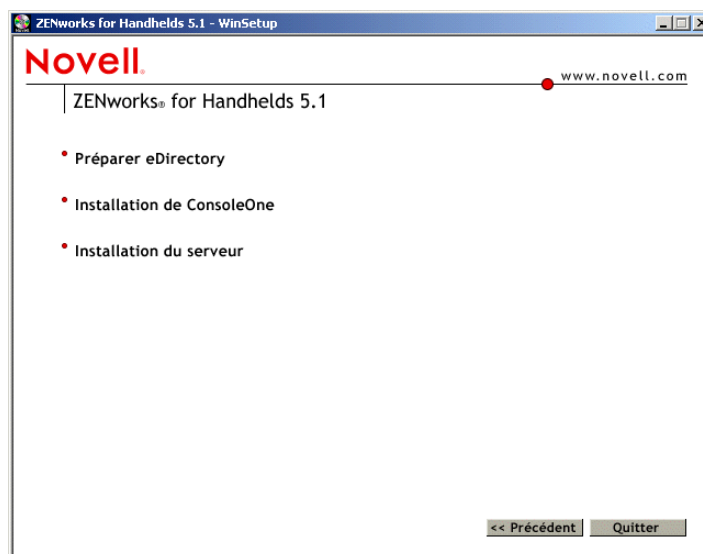 ZENworks for Handhelds 5.1 - WinSetup
Novell.
www.novell.com
ZENworks® for Handhelds 5.1
Préparer eDirectory
Installation de ConsoleOne
Installation du serveur
<< Précédent
Quitter